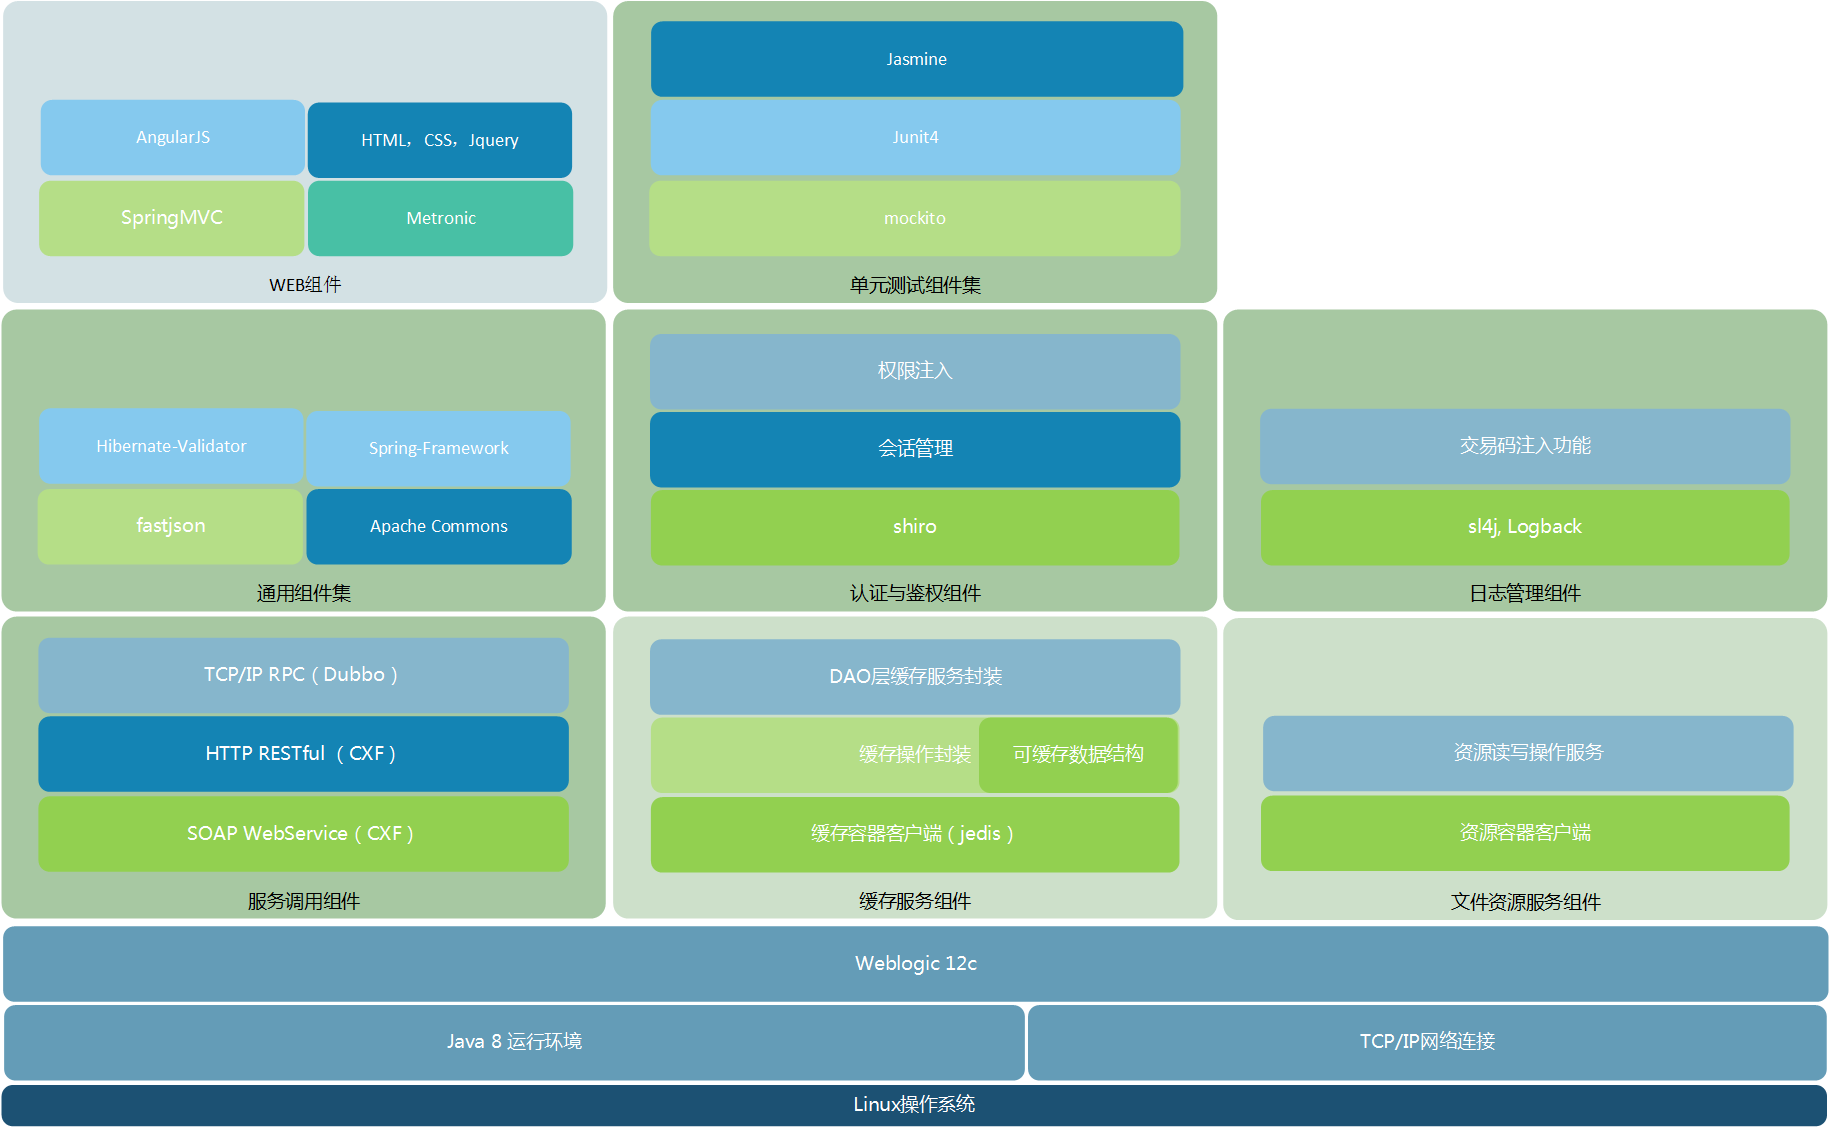 Jasmine
AngularJS
HTML，CSS，Jquery
Junit4
SpringMVC
Metronic
mockito
WEB组件
单元测试组件集
权限注入
Hibernate-Validator
Spring-Framework
会话管理
交易码注入功能
fastjson
Apache Commons
shiro
sl4j, Logback
通用组件集
认证与鉴权组件
日志管理组件
TCP/IP RPC（Dubbo）
DAO层缓存服务封装
HTTP RESTful （CXF）
缓存操作封装
可缓存数据结构
资源读写操作服务
SOAP WebService（CXF）
缓存容器客户端（jedis）
资源容器客户端
服务调用组件
缓存服务组件
文件资源服务组件
Weblogic 12c
Java 8 运行环境
TCP/IP网络连接
Linux操作系统